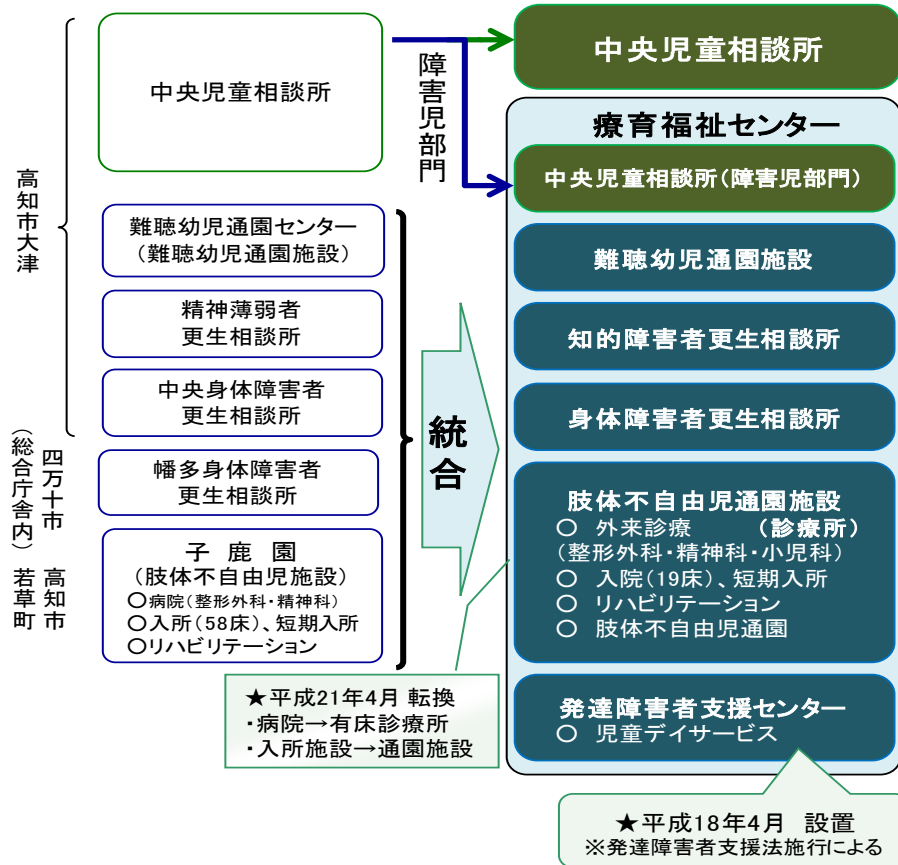 中央児童相談所
障害児部門
中央児童相談所
療育福祉センター
中央児童相談所(障害児部門)
高知市大津
難聴幼児通園センター
(難聴幼児通園施設)
精神薄弱者
更生相談所
中央身体障害者
更生相談所
四万十市
(総合庁舎内)
幡多身体障害者
更生相談所
高知市
若草町
子鹿園
(肢体不自由児施設)
○病院(整形外科・精神科)
○入所(58床)、短期入所
○リハビリテーション
統合
難聴幼児通園施設
知的障害者更生相談所
身体障害者更生相談所
肢体不自由児通園施設
○ 外来診療 (診療所)
(整形外科・精神科・小児科)
○ 入院(19床)、短期入所
○ リハビリテーション
○ 肢体不自由児通園
★平成21年4月 転換
・病院→有床診療所
・入所施設→通園施設
発達障害者支援センター
○ 児童デイサービス
★平成18年4月 設置
※発達障害者支援法施行による